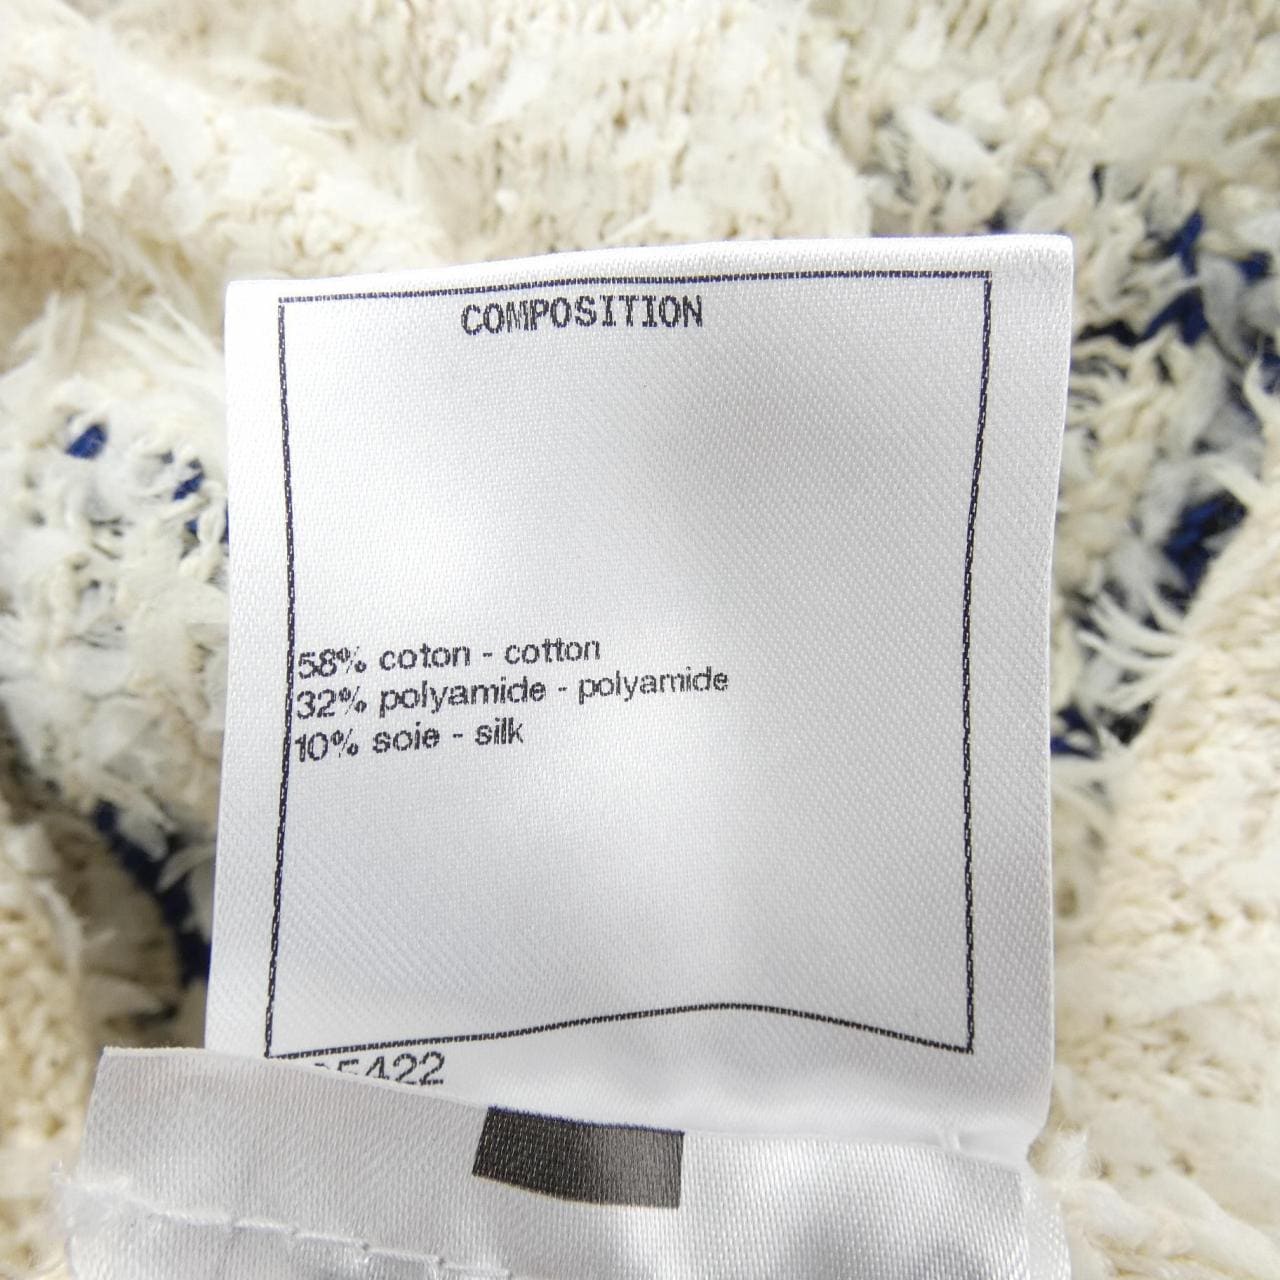 COMPOSITION
58% coton - cotton
32% polyamide - polyamide
10% soie - silk